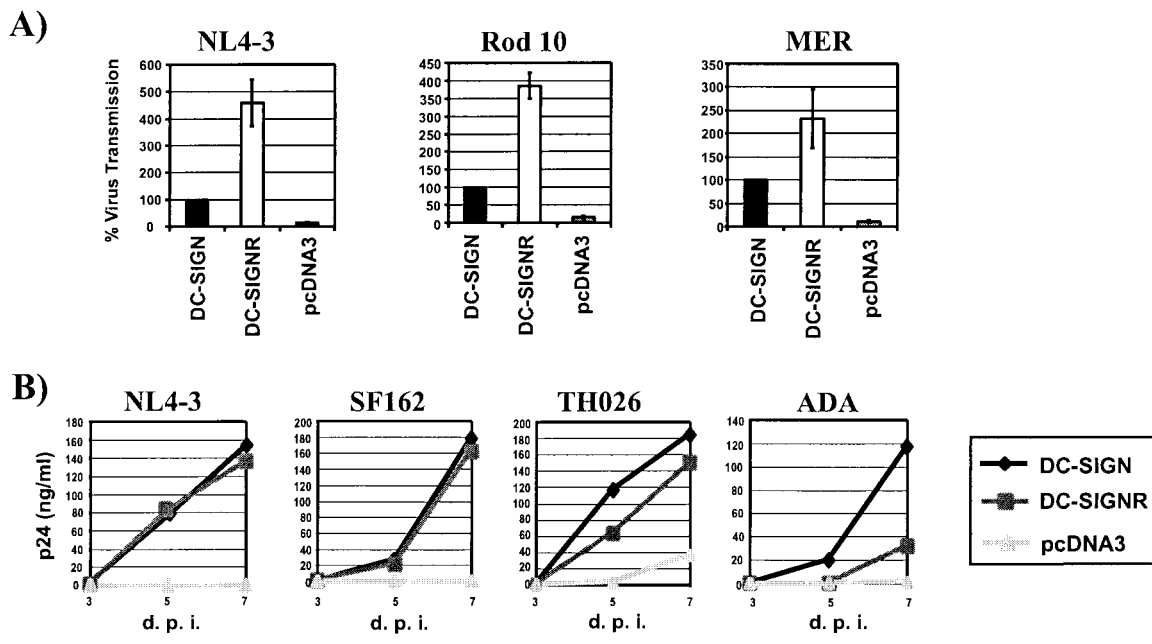 A)
NL4-3
Rod 10
MER
% Virus Transmission
600
500
400
300
200
100
0
DC-SIGN
DC-SIGNR
pcDNA3
450
400
350
300
250
200
150
100
50
0
DC-SIGN
DC-SIGNR
pcDNA3
350
300
250
200
150
100
50
0
DC-SIGN
DC-SIGNR
pcDNA3
B)
NL4-3
SF162
TH026
ADA
p24 (ng/ml)
180
160
140
120
100
80
60
40
20
0
3 5 7
d. p. i.
200
180
160
140
120
100
80
60
40
20
0
3 5 7
d. p. i.
200
180
160
140
120
100
80
60
40
20
0
3 5 7
d. p. i.
140
120
100
80
60
40
20
0
3 5 7
d. p. i.
DC-SIGN
DC-SIGNR
pcDNA3